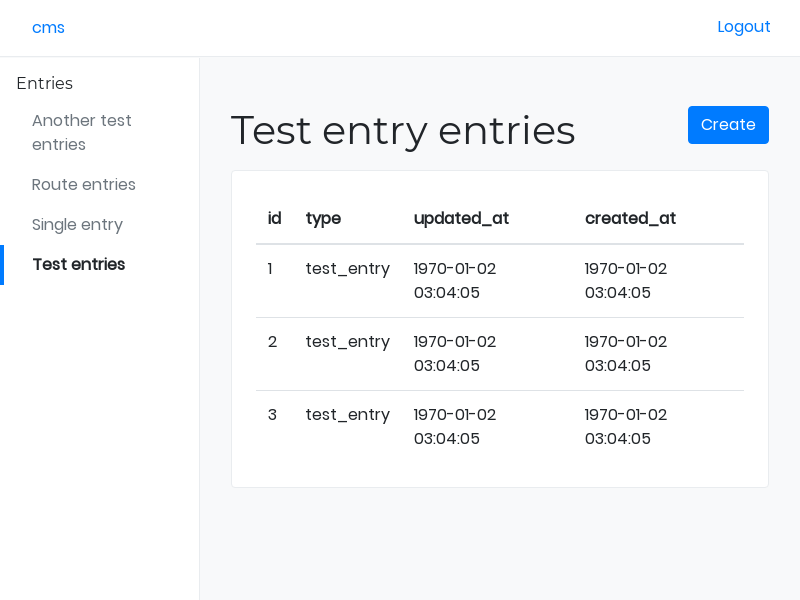 cms
Logout
Entries
Another test
entries
Route entries
Single entry
Test entries
Test entry entries
Create
id type updated_at created_at
1 test_entry 1970-01-02 1970-01-02
03:04:05 03:04:05
2 test_entry 1970-01-02 1970-01-02
03:04:05 03:04:05
3 test_entry 1970-01-02 1970-01-02
03:04:05 03:04:05